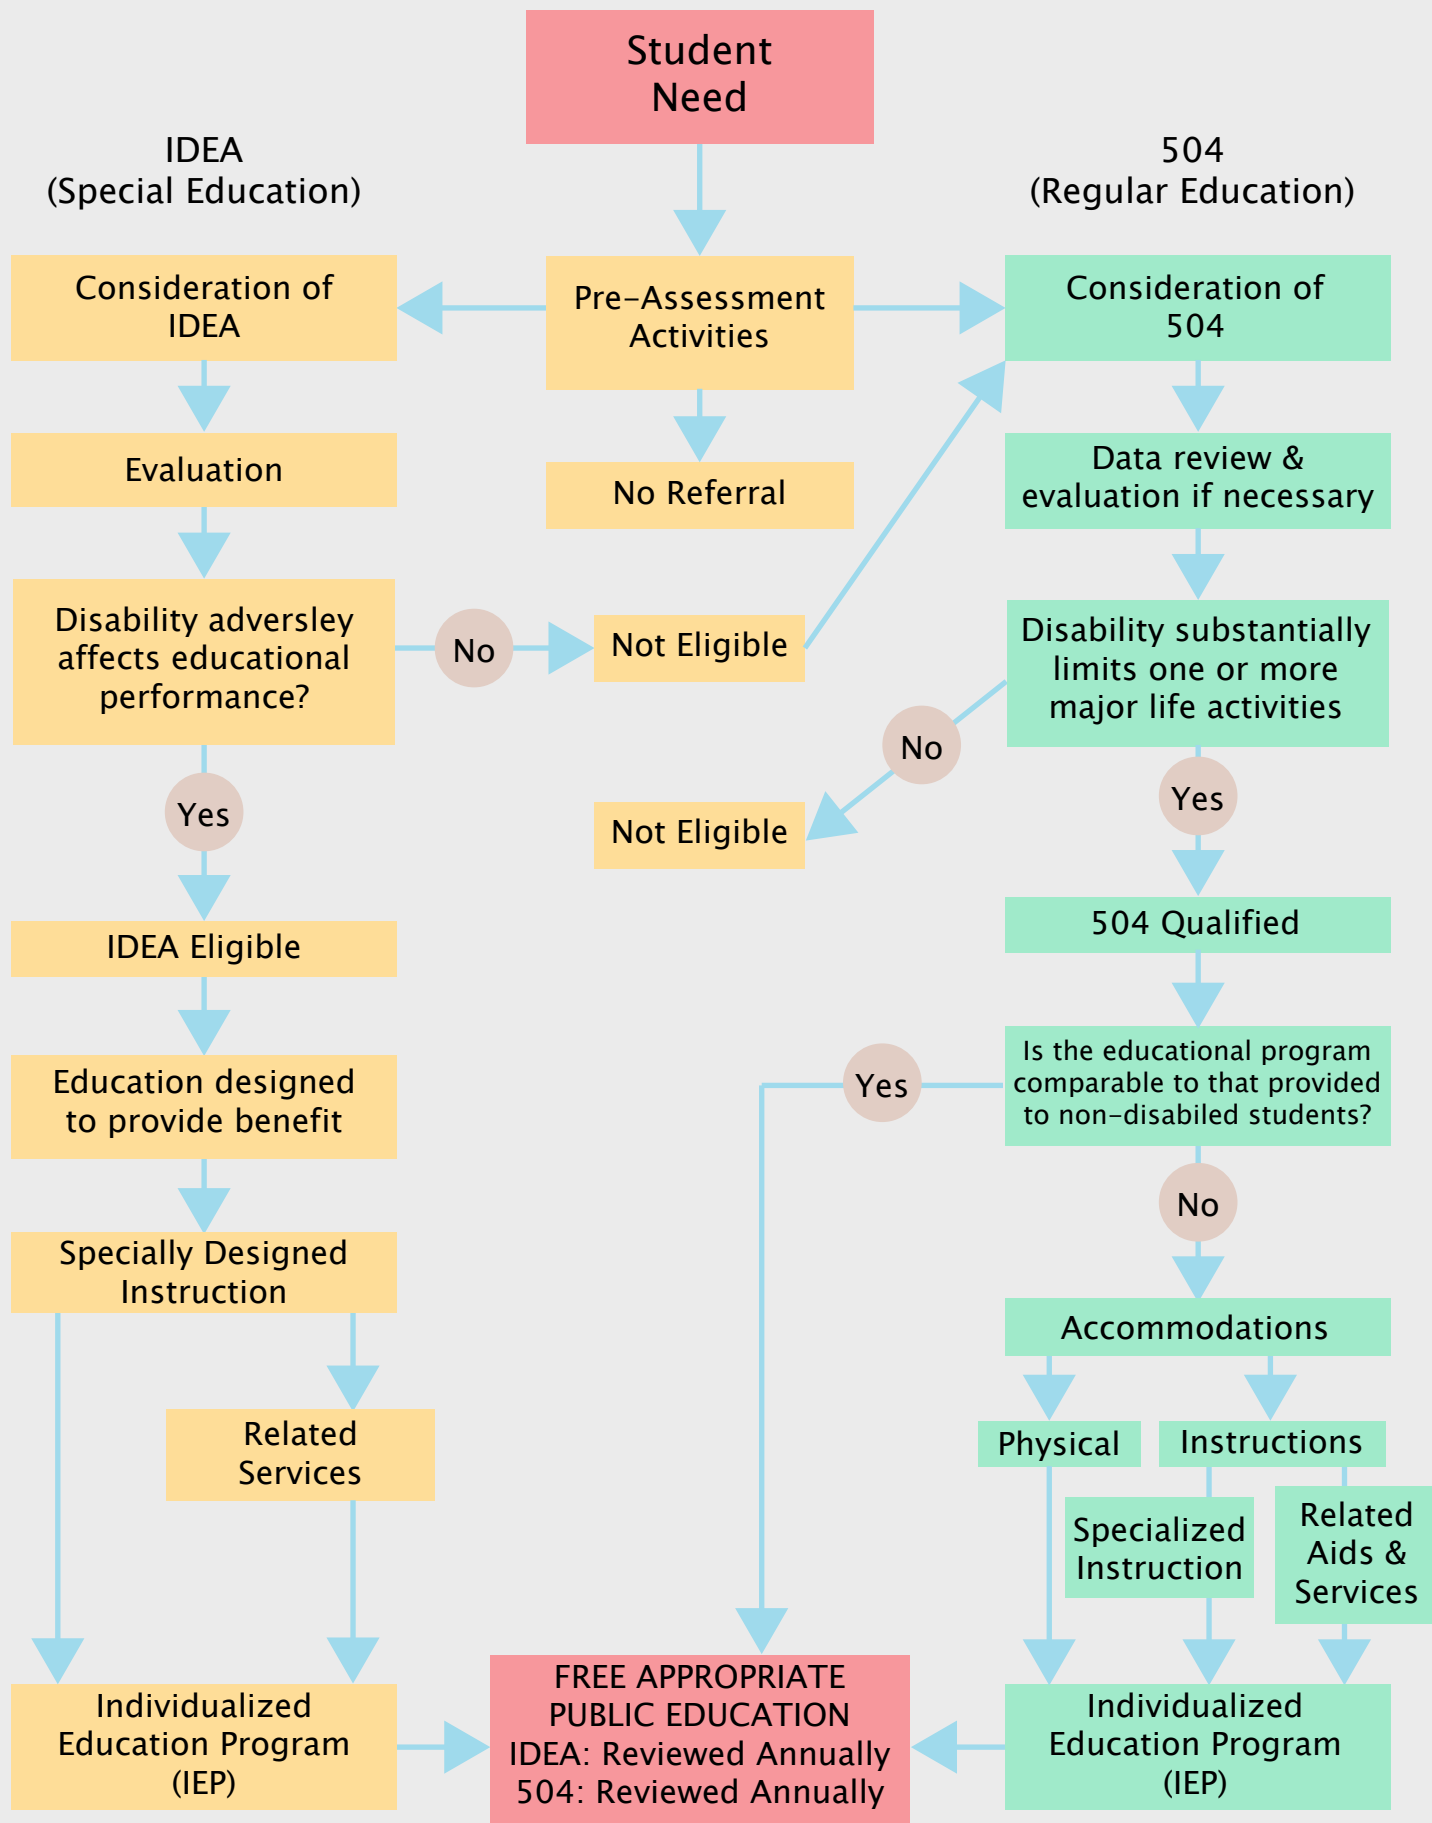 Student
Need
IDEA
(Special Education)
504
(Regular Education)
Consideration of
IDEA
Pre-Assessment
Activities
Consideration of
504
Evaluation
No Referral
Data review &
evaluation if necessary
Disability adversley
affects educational
performance?
No
Not Eligible
Disability substantially
limits one or more
major life activities
No
Not Eligible
Yes
Yes
IDEA Eligible
504 Qualified
Education designed
to provide benefit
Yes
Is the educational program
comparable to that provided
to non-disabiled students?
No
Specially Designed
Instruction
Accommodations
Related
Services
Physical
Instructions
Specialized
Instruction
Related
Aids &
Services
Individualized
Education Program
(IEP)
FREE APPROPRIATE
PUBLIC EDUCATION
IDEA: Reviewed Annually
504: Reviewed Annually
Individualized
Education Program
(IEP)